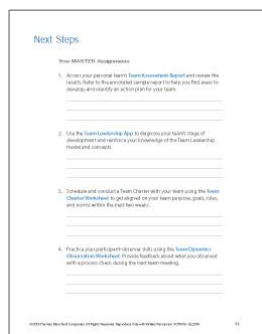 Next Steps
Your MASTER Assignments
1. Access your personal team's Team Assessment Report and review the
results. Refer to the annotated sample report to help you find areas to
develop, and identify an action plan for your team.
2. Use the Team Leadership App to diagnose your team's stage of
development and reinforce your knowledge of the Team Leadership
model and concepts.
3. Schedule and conduct a Team Charter with your team using the Team
Charter Worksheet to get aligned on your team purpose, goals, roles,
and norms within the next two weeks.
4. Practice your participant observer skills using the Team Dynamics
Observation Worksheet. Provide feedback about what you observed
with a process check during the next team meeting.